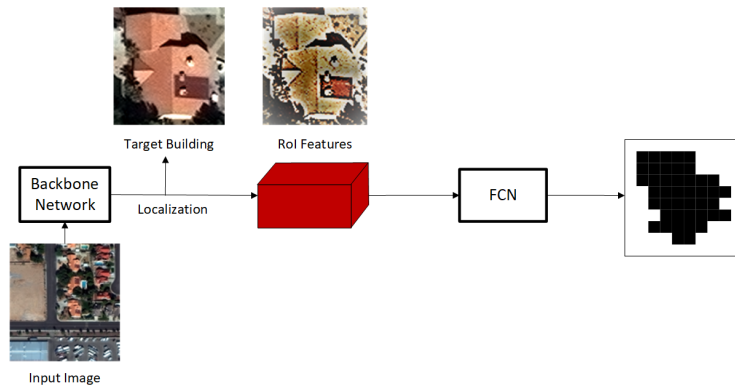 Target Building
RoI Features
Backbone
Network
Localization
FCN
Input Image